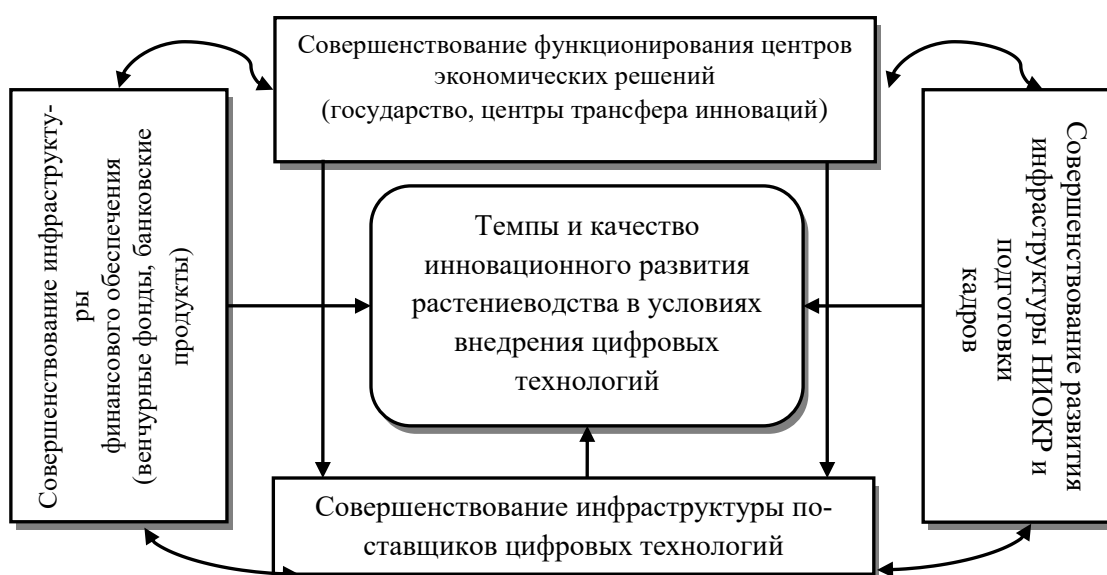 Совершенствование функционирования центров
экономических решений
(государство, центры трансфера инноваций)
Совершенствование инфраструкту-
ры
финансового обеспечения
(венчурные фонды, банковские
продукты)
Темпы и качество
инновационного развития
растениеводства в условиях
внедрения цифровых
технологий
Совершенствование развития
инфраструктуры НИОКР и
подготовки
кадров
Совершенствование инфраструктуры по-
ставщиков цифровых технологий